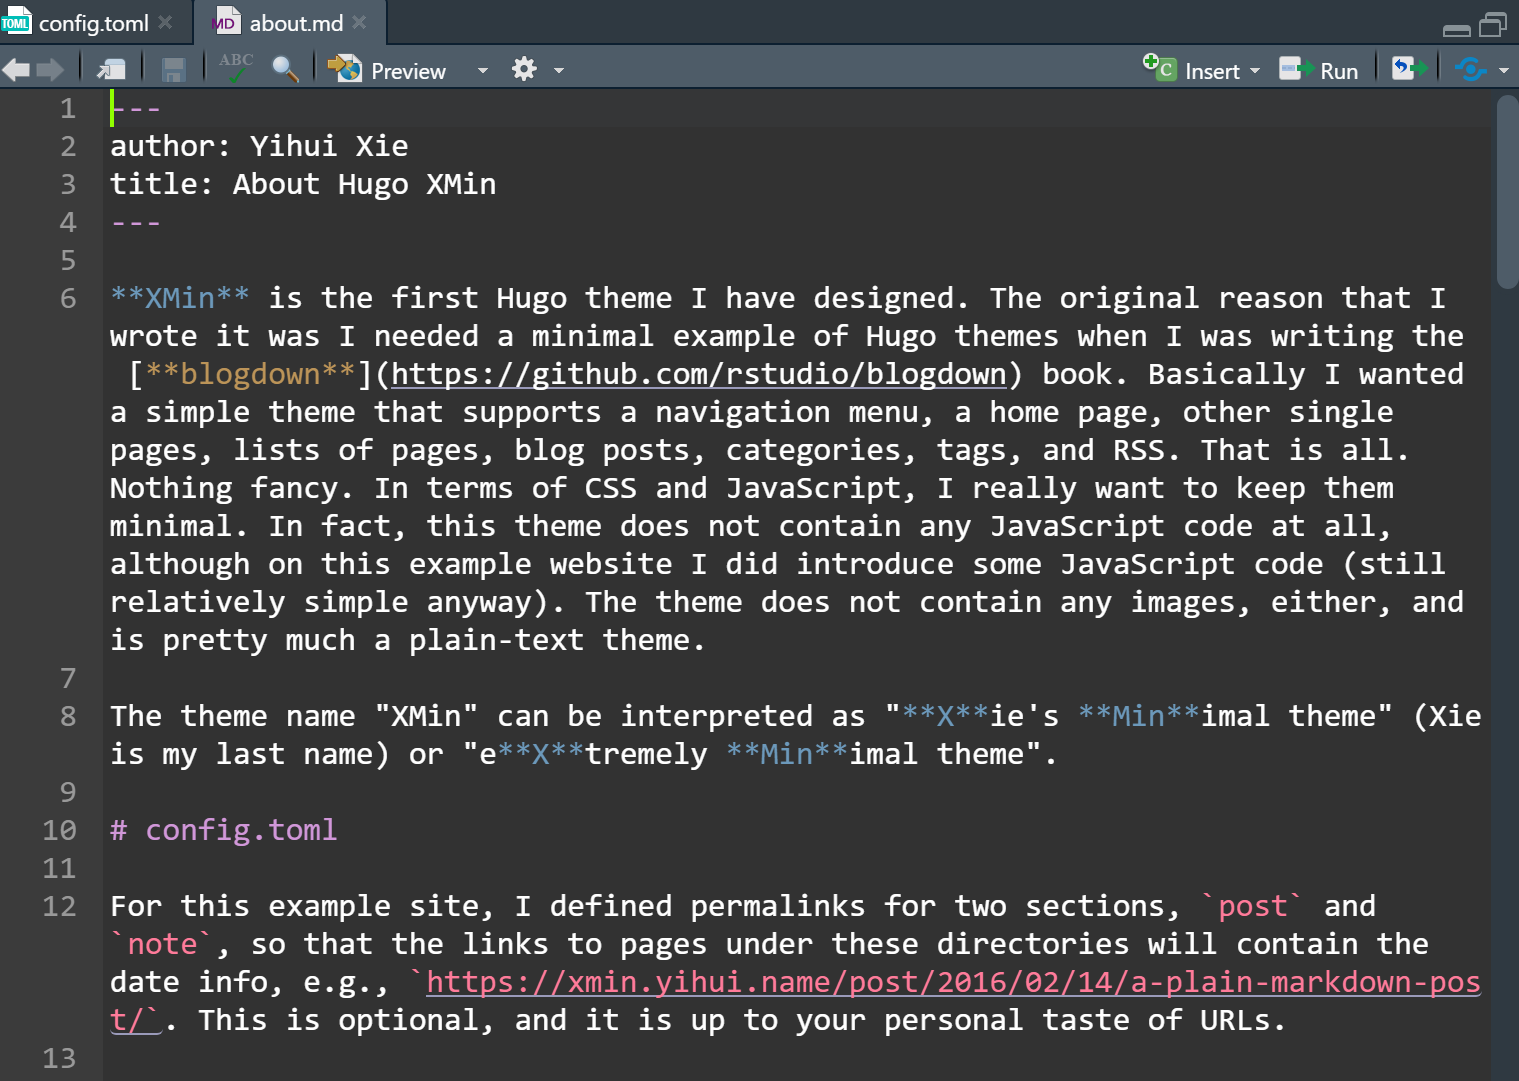 config.toml
about.md
Preview
Insert
Run
1 ---
2 author: Yihui Xie
3 title: About Hugo XMin
4 ---
5
6 **XMin** is the first Hugo theme I have designed. The original reason that I
wrote it was I needed a minimal example of Hugo themes when I was writing the
[**blogdown**](https://github.com/rstudio/blogdown) book. Basically I wanted
a simple theme that supports a navigation menu, a home page, other single
pages, lists of pages, blog posts, categories, tags, and RSS. That is all.
Nothing fancy. In terms of CSS and JavaScript, I really want to keep them
minimal. In fact, this theme does not contain any JavaScript code at all,
although on this example website I did introduce some JavaScript code (still
relatively simple anyway). The theme does not contain any images, either, and
is pretty much a plain-text theme.
7
8 The theme name "XMin" can be interpreted as "**X**ie's **Min**imal theme" (Xie
is my last name) or "e**X**tremely **Min**imal theme".
9
10 # config.toml
11
12 For this example site, I defined permalinks for two sections, `post` and
`note`, so that the links to pages under these directories will contain the
date info, e.g., `https://xmin.yihui.name/post/2016/02/14/a-plain-markdown-pos
t/`. This is optional, and it is up to your personal taste of URLs.
13
TOML
MD
ABC
C